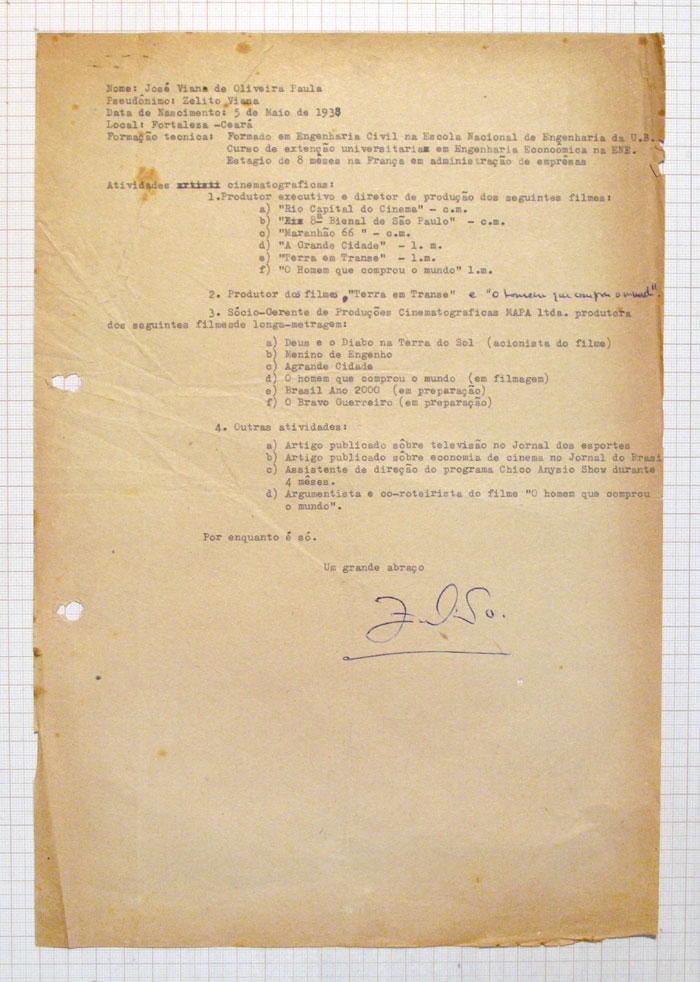 Nome: José Viana de Oliveira Paula
Pseudônimo: Zelito Viana
Data de Nascimento: 5 de Maio de 1938
Local: Fortaleza -Ceará
Formação tecnica: Formado em Engenharia Civil na Escola Nacional de Engenharia da U.B.
Curso de extenção universitaria em Engenharia Econoômica na ENE.
Estagio de 8 mêses na França em administração de emprêsas
Atividades cinematograficas:
1.Produtor executivo e diretor de produção dos seguintes filmes:
a) "Rio Capital do Cinema" - c.m.
b) "8ª Bienal de São Paulo" - c.m.
c) "Maranhão 66 " - c.m.
d) "A Grande Cidade" - l. m.
e) "Terra em Transe" - l.m.
f) "O Homem que comprou o mundo" l.m.
2. Produtor dos filmes, "Terra em Transe" e "o homem que comprou o mundo".
3. Sócio-Gerente de Produções Cinematograficas MAPA ltda. produtora
dos seguintes filmesde longa-metragem:
a) Deus e o Diabo na Terra do Sol (acionista do filme)
b) Menino de Engenho
c) Agrande Cidade
d) O homem que comprou o mundo (em filmagem)
e) Brasil Ano 2000 (em preparação)
f) O Bravo Guerreiro (em preparação)
4. Outras atividades:
a) Artigo publicado sôbre televisão no Jornal dos esportes
b) Artigo publicado sôbre economia de cinema no Jornal do Brasi
c) Assistente de direção do programa Chico Anysio Show durante
4 mêses.
d) Argumentista e co-roteirista do filme "O homem que comprou
o mundo".
Por enquanto é só.
Um grande abraço
Zelito.